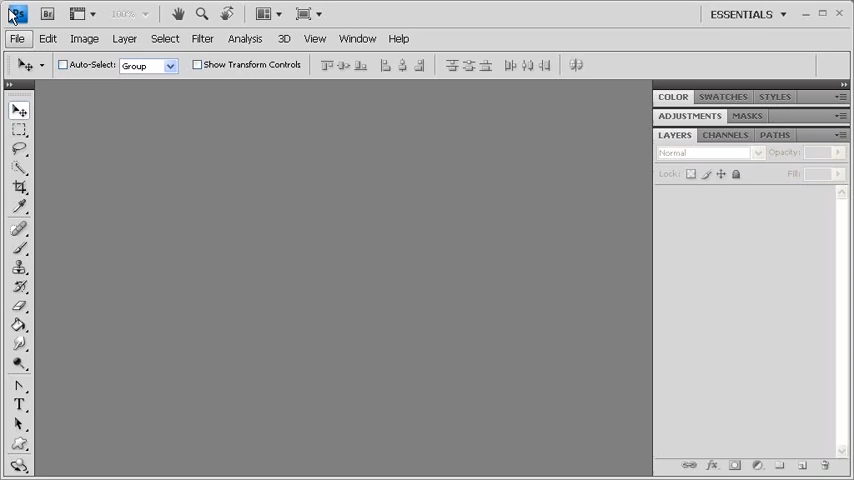 Ps Br 100% ESSENTIALS
File Edit Image Layer Select Filter Analysis 3D View Window Help
Auto-Select: Group Show Transform Controls
COLOR SWATCHES STYLES
ADJUSTMENTS MASKS
LAYERS CHANNELS PATHS
Normal Opacity:
Lock: Fill:
T
fx